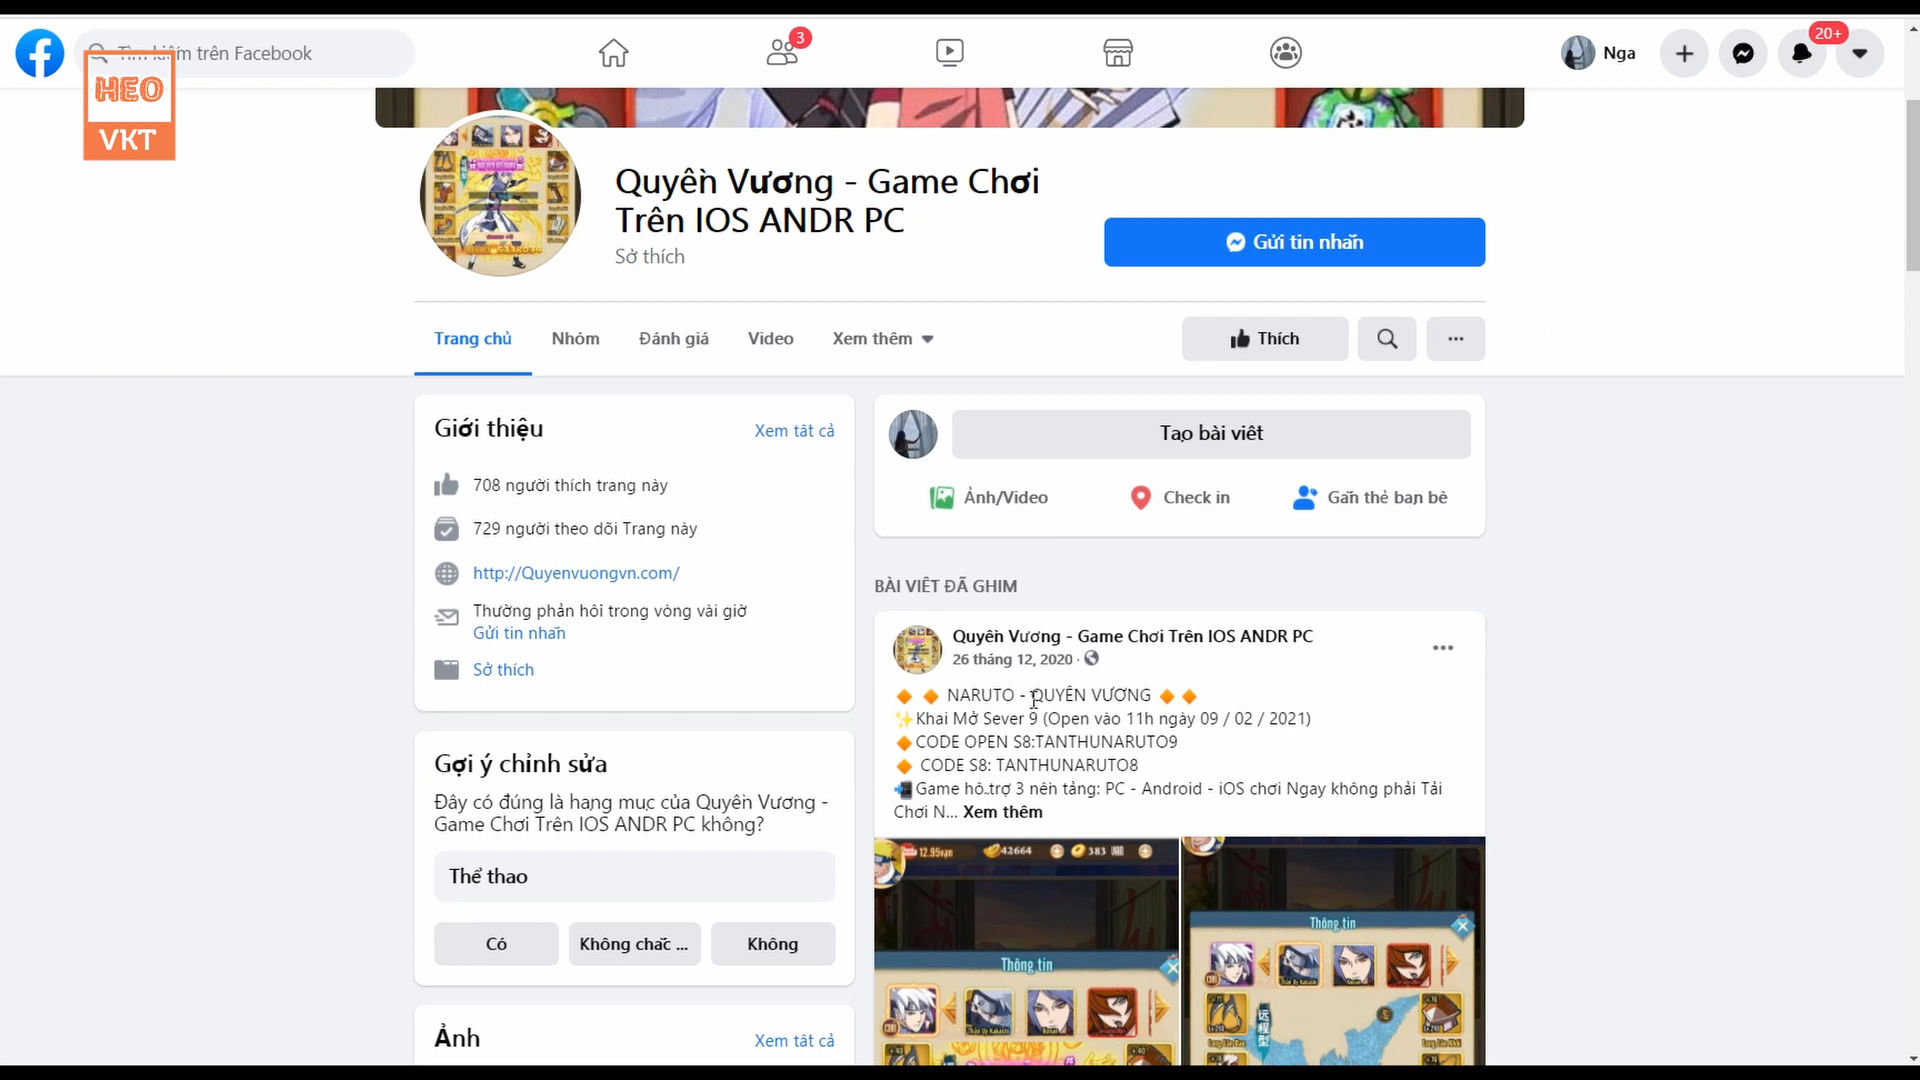 Tìm kiếm trên Facebook
3
Nga
20+
HEO
VKT
Quyền Vương - Game Chơi
Trên IOS ANDR PC
Sở thích
Gửi tin nhắn
Trang chủ
Nhóm
Đánh giá
Video
Xem thêm
Thích
Giới thiệu
Xem tất cả
708 người thích trang này
729 người theo dõi Trang này
http://Quyenvuongvn.com/
Thường phản hồi trong vòng vài giờ
Gửi tin nhắn
Sở thích
Gợi ý chỉnh sửa
Đây có đúng là hạng mục của Quyền Vương -
Game Chơi Trên IOS ANDR PC không?
Thể thao
Có
Không chắc ...
Không
Ảnh
Xem tất cả
Tạo bài viết
Ảnh/Video
Check in
Gắn thẻ bạn bè
BÀI VIẾT ĐÃ GHIM
Quyền Vương - Game Chơi Trên IOS ANDR PC
26 tháng 12, 2020 ·
🔶 🔶 NARUTO - QUYỀN VƯƠNG 🔶 🔶
✨Khai Mở Sever 9 (Open vào 11h ngày 09 / 02 / 2021)
🔶CODE OPEN S8:TANTHUNARUTO9
🔶 CODE S8: TANTHUNARUTO8
📲Game hỗ trợ 3 nền tảng: PC - Android - iOS chơi Ngay không phải Tải
Chơi N... Xem thêm
12.95vạn
42664
383 vạn
Thông tin
Thông tin
远程型